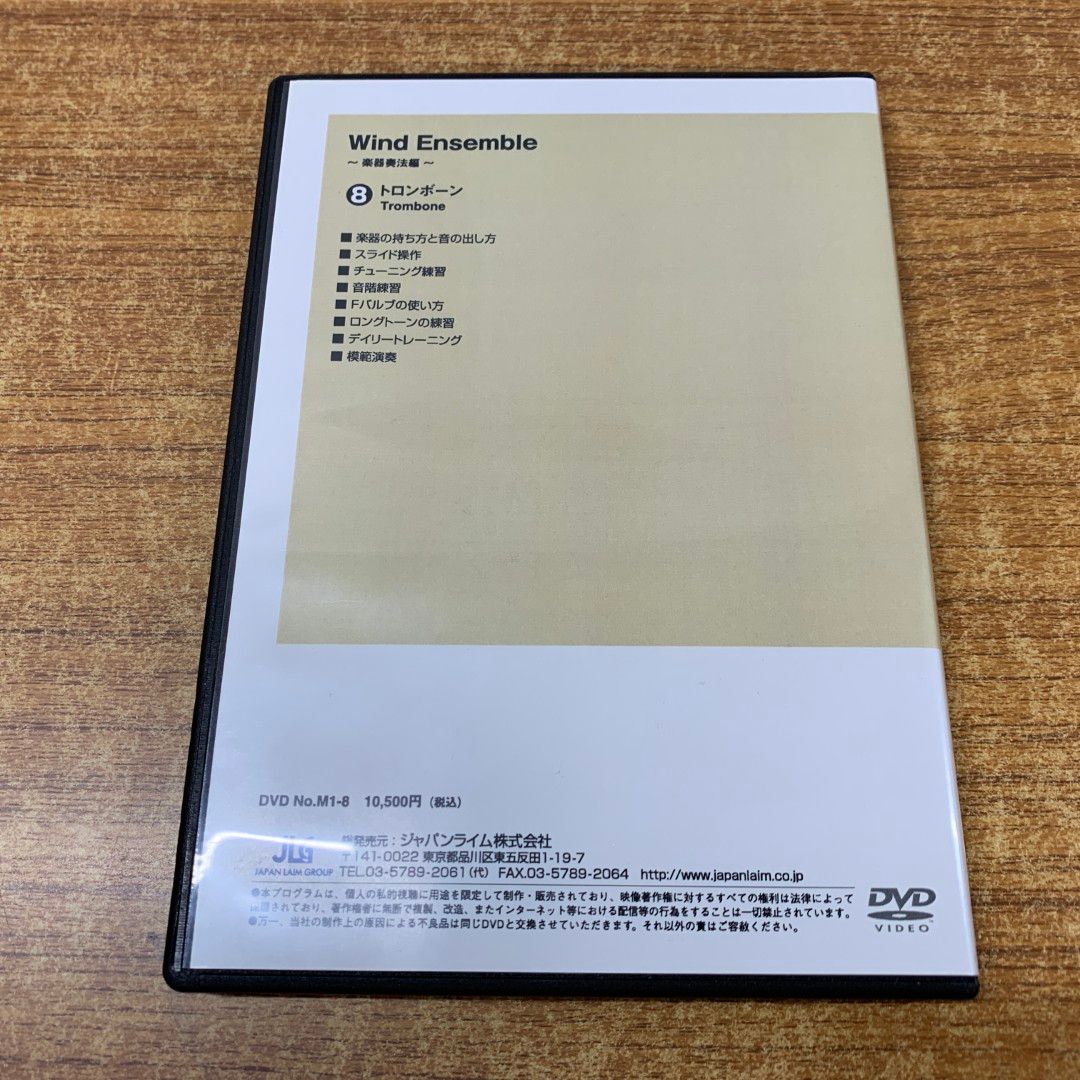 Wind Ensemble
～ 楽器奏法編 ～
8 トロンボーン
Trombone
■ 楽器の持ち方と音の出し方
■ スライド操作
■ チューニング練習
■ 音階練習
■ Fバルブの使い方
■ ロングトーンの練習
■ デイリートレーニング
■ 模範演奏
DVD No.M1-8 10,500円（税込）
発売元：ジャパンライム株式会社
〒141-0022 東京都品川区東五反田1-19-7
JAPAN LAIM GROUP TEL.03-5789-2061（代） FAX.03-5789-2064 http://www.japanlaim.co.jp
●本プログラムは、個人の私的視聴に用途を限定して制作・販売されており、映像著作権に対するすべての権利は法律によって
されており、著作権者に無断で複製、改造、またインターネット等における配信等の行為をすることは一切禁止されています。
●万一、当社の制作上の原因による不良品は同じDVDと交換させていただきます。それ以外の責はご容赦ください。
DVD
VIDEO